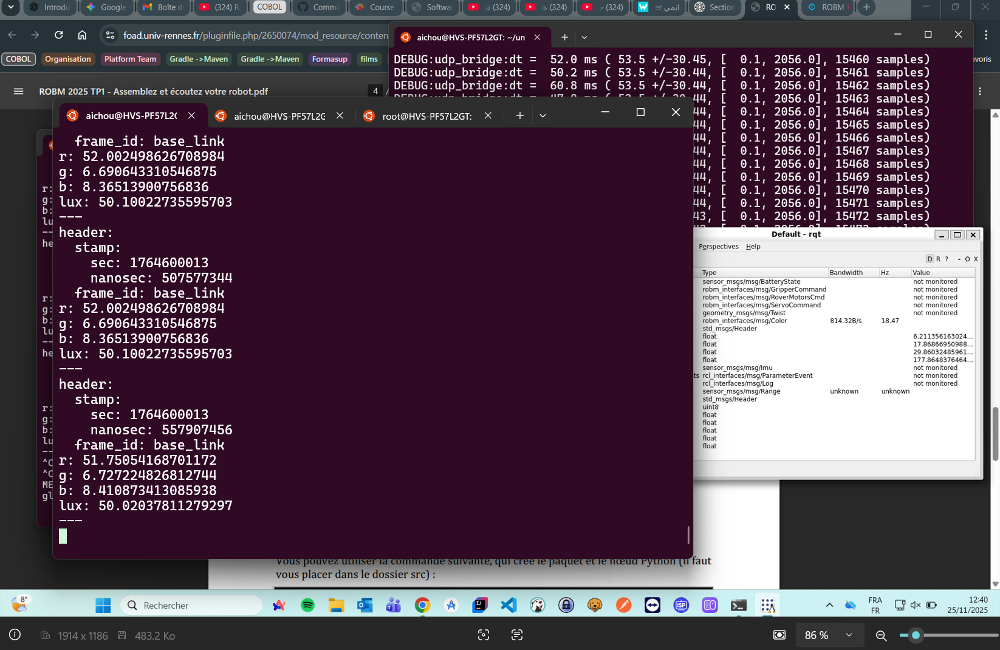 Introdu
Google
Boîte d
(324) R
COBOL
Commi
Course
Softwar
(324)
(324)
(324)
Section
RO
ROBM
foad.univ-rennes.fr/pluginfile.php/2650074/mod_resource/conten
COBOL
Organisation
Platform Team
Gradle ->Maven
Gradle ->Maven
Formasup
films
avoris
ROBM 2025 TP1 - Assemblez et écoutez votre robot.pdf
4 /
aichou@HVS-PF57L2GT: ~/un
DEBUG:udp_bridge:dt =  52.0 ms ( 53.5 +/-30.45, [  0.1, 2056.0], 15460 samples)
DEBUG:udp_bridge:dt =  50.2 ms ( 53.5 +/-30.44, [  0.1, 2056.0], 15461 samples)
DEBUG:udp_bridge:dt =  60.8 ms ( 53.5 +/-30.44, [  0.1, 2056.0], 15462 samples)
44, [  0.1, 2056.0], 15463 samples)
44, [  0.1, 2056.0], 15464 samples)
44, [  0.1, 2056.0], 15465 samples)
44, [  0.1, 2056.0], 15466 samples)
44, [  0.1, 2056.0], 15467 samples)
44, [  0.1, 2056.0], 15468 samples)
44, [  0.1, 2056.0], 15469 samples)
44, [  0.1, 2056.0], 15470 samples)
44, [  0.1, 2056.0], 15471 samples)
43, [  0.1, 2056.0], 15472 samples)
aichou@HVS-PF57L2G
aichou@HVS-PF57L2G
root@HVS-PF57L2GT:
frame_id: base_link
r: 52.002498626708984
g: 6.690643310546875
b: 8.36513900756836
lux: 50.10022735595703
---
header:
stamp:
sec: 1764600013
nanosec: 507577344
frame_id: base_link
r: 52.002498626708984
g: 6.690643310546875
b: 8.36513900756836
lux: 50.10022735595703
---
header:
stamp:
sec: 1764600013
nanosec: 557907456
frame_id: base_link
r: 51.75054168701172
g: 6.727224826812744
b: 8.410873413085938
lux: 50.02037811279297
---
r:
g:
b:
lu
--
he
r:
g:
b:
lu
--
he
r:
g:
b:
lu
--
^C
^C
ME
gl
Default - rqt
Perspectives Help
D R ? - O X
Type Bandwidth Hz Value
sensor_msgs/msg/BatteryState not monitored
robm_interfaces/msg/GripperCommand not monitored
robm_interfaces/msg/RoverMotorsCmd not monitored
robm_interfaces/msg/ServoCommand not monitored
geometry_msgs/msg/Twist not monitored
robm_interfaces/msg/Color 814.32B/s 18.47
std_msgs/Header
float 6.211356163024...
float 17.86866950988...
float 29.86032485961...
float 177.8648376464...
sensor_msgs/msg/Imu not monitored
ts rcl_interfaces/msg/ParameterEvent not monitored
rcl_interfaces/msg/Log not monitored
sensor_msgs/msg/Range unknown unknown
std_msgs/Header
uint8
float
float
float
float
float
Vous pouvez utiliser la commande suivante, qui crée le paquet et le nœud Python (il faut
vous placer dans le dossier src) :
8°
Rechercher
FRA
FR
12:40
25/11/2025
1914 x 1186
483.2 Ko
86 %